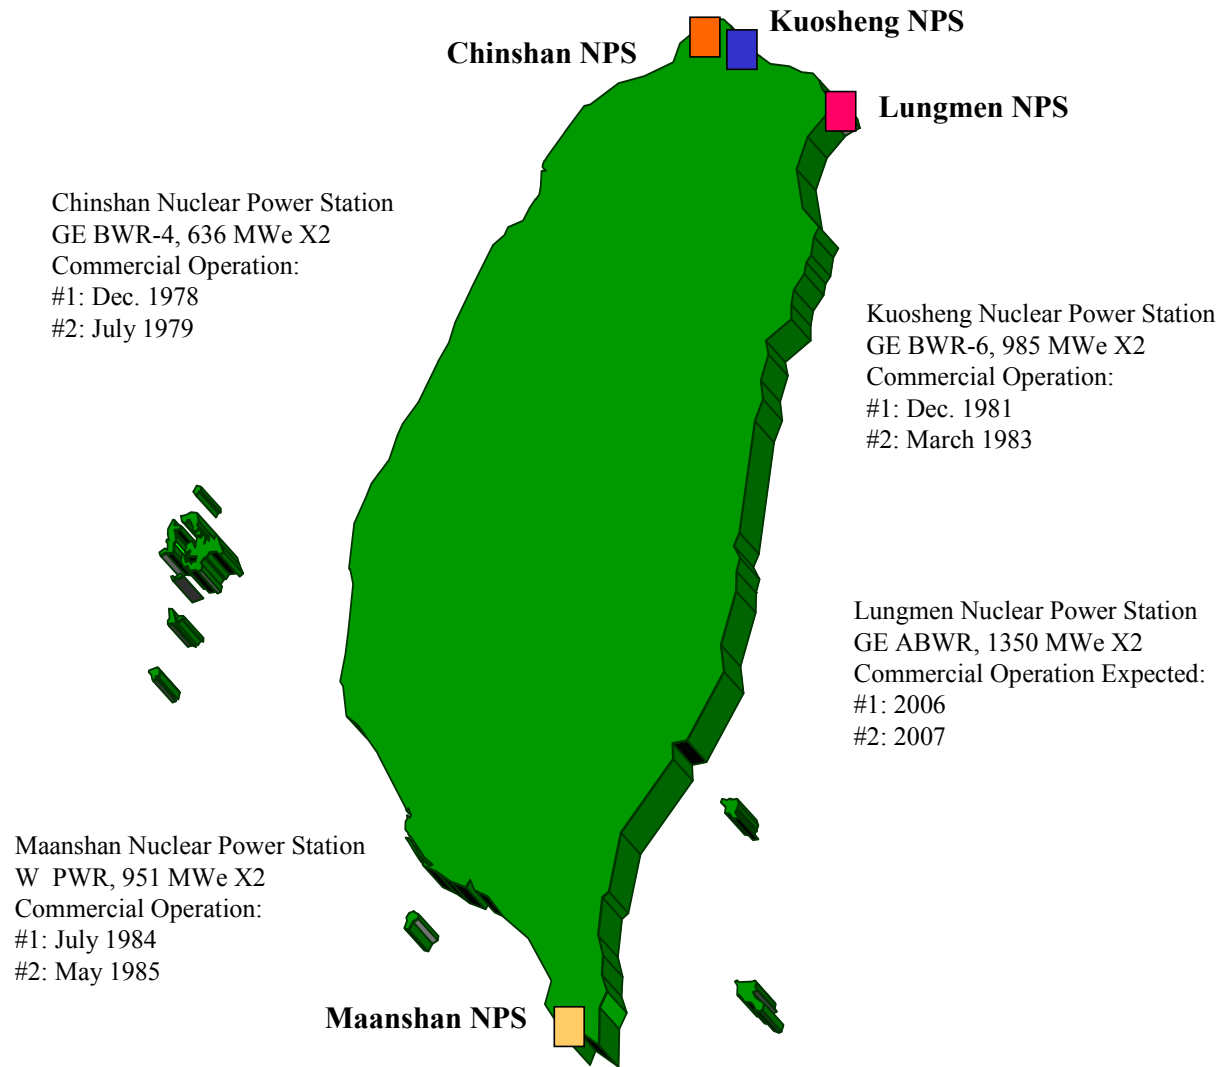 Kuosheng NPS
Chinshan NPS
Lungmen NPS
Chinshan Nuclear Power Station
GE BWR-4, 636 MWe X2
Commercial Operation:
#1: Dec. 1978
#2: July 1979
Kuosheng Nuclear Power Station
GE BWR-6, 985 MWe X2
Commercial Operation:
#1: Dec. 1981
#2: March 1983
Lungmen Nuclear Power Station
GE ABWR, 1350 MWe X2
Commercial Operation Expected:
#1: 2006
#2: 2007
Maanshan Nuclear Power Station
W  PWR, 951 MWe X2
Commercial Operation:
#1: July 1984
#2: May 1985
Maanshan NPS